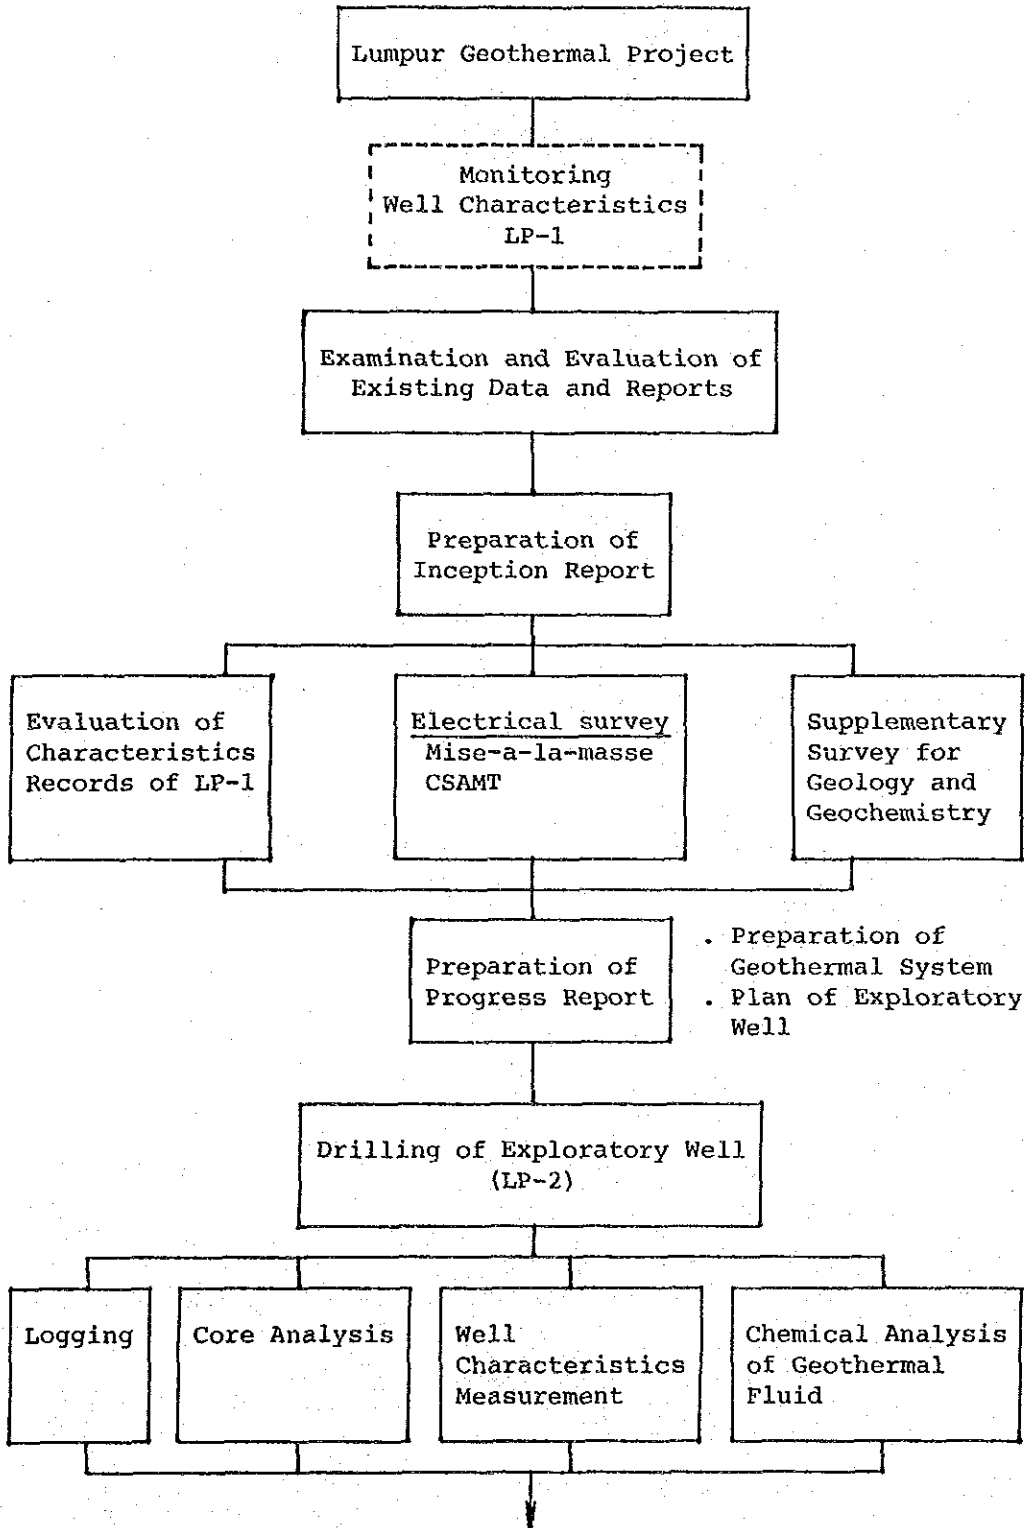 Lumpur Geothermal Project
Monitoring
Well Characteristics
LP-1
Examination and Evaluation of
Existing Data and Reports
Preparation of
Inception Report
Evaluation of
Characteristics
Records of LP-1
Electrical survey
Mise-a-la-masse
CSAMT
Supplementary
Survey for
Geology and
Geochemistry
Preparation of
Progress Report
. Preparation of
Geothermal System
. Plan of Exploratory
Well
Drilling of Exploratory Well
(LP-2)
Logging
Core Analysis
Well
Characteristics
Measurement
Chemical Analysis
of Geothermal
Fluid